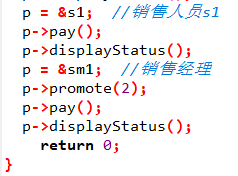 p = &s1;  //销售人员s1
p->pay();
p->displayStatus();
p = &sm1;  //销售经理
p->promote(2);
p->pay();
p->displayStatus();
return 0;
}